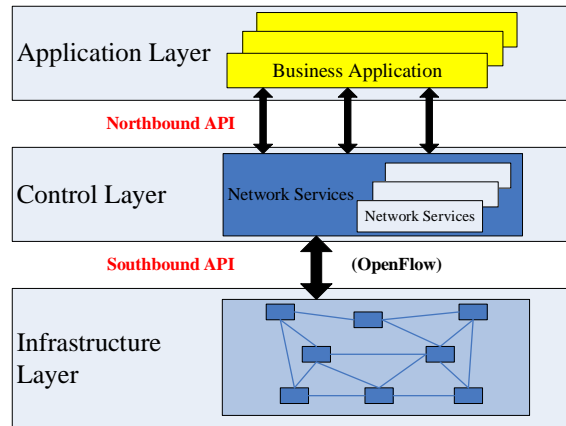 Application Layer
Business Application
Northbound API
Control Layer
Network Services
Network Services
Southbound API
(OpenFlow)
Infrastructure
Layer